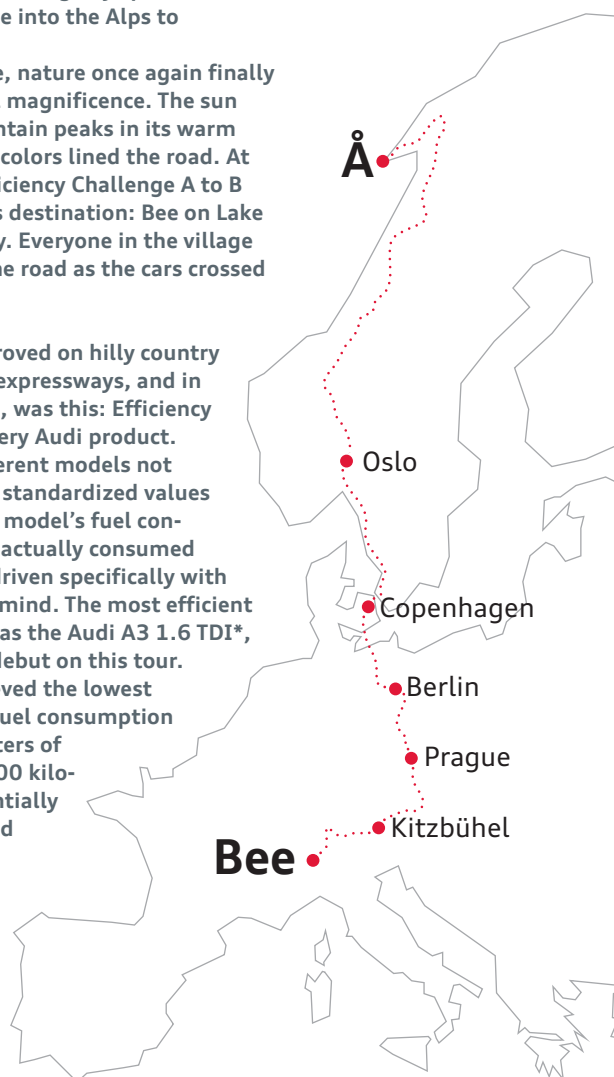 e into the Alps to
e, nature once again finally
magnificence. The sun
ntain peaks in its warm
colors lined the road. At
iciency Challenge A to B
s destination: Bee on Lake
y. Everyone in the village
he road as the cars crossed
roved on hilly country
expressways, and in
, was this: Efficiency
ery Audi product.
erent models not
standardized values
model’s fuel con-
actually consumed
driven specifically with
mind. The most efficient
as the Audi A3 1.6 TDI*,
debut on this tour.
eved the lowest
fuel consumption
ters of
00 kilo-
ntially
d
Å
Oslo
Copenhagen
Berlin
Prague
Kitzbühel
Bee